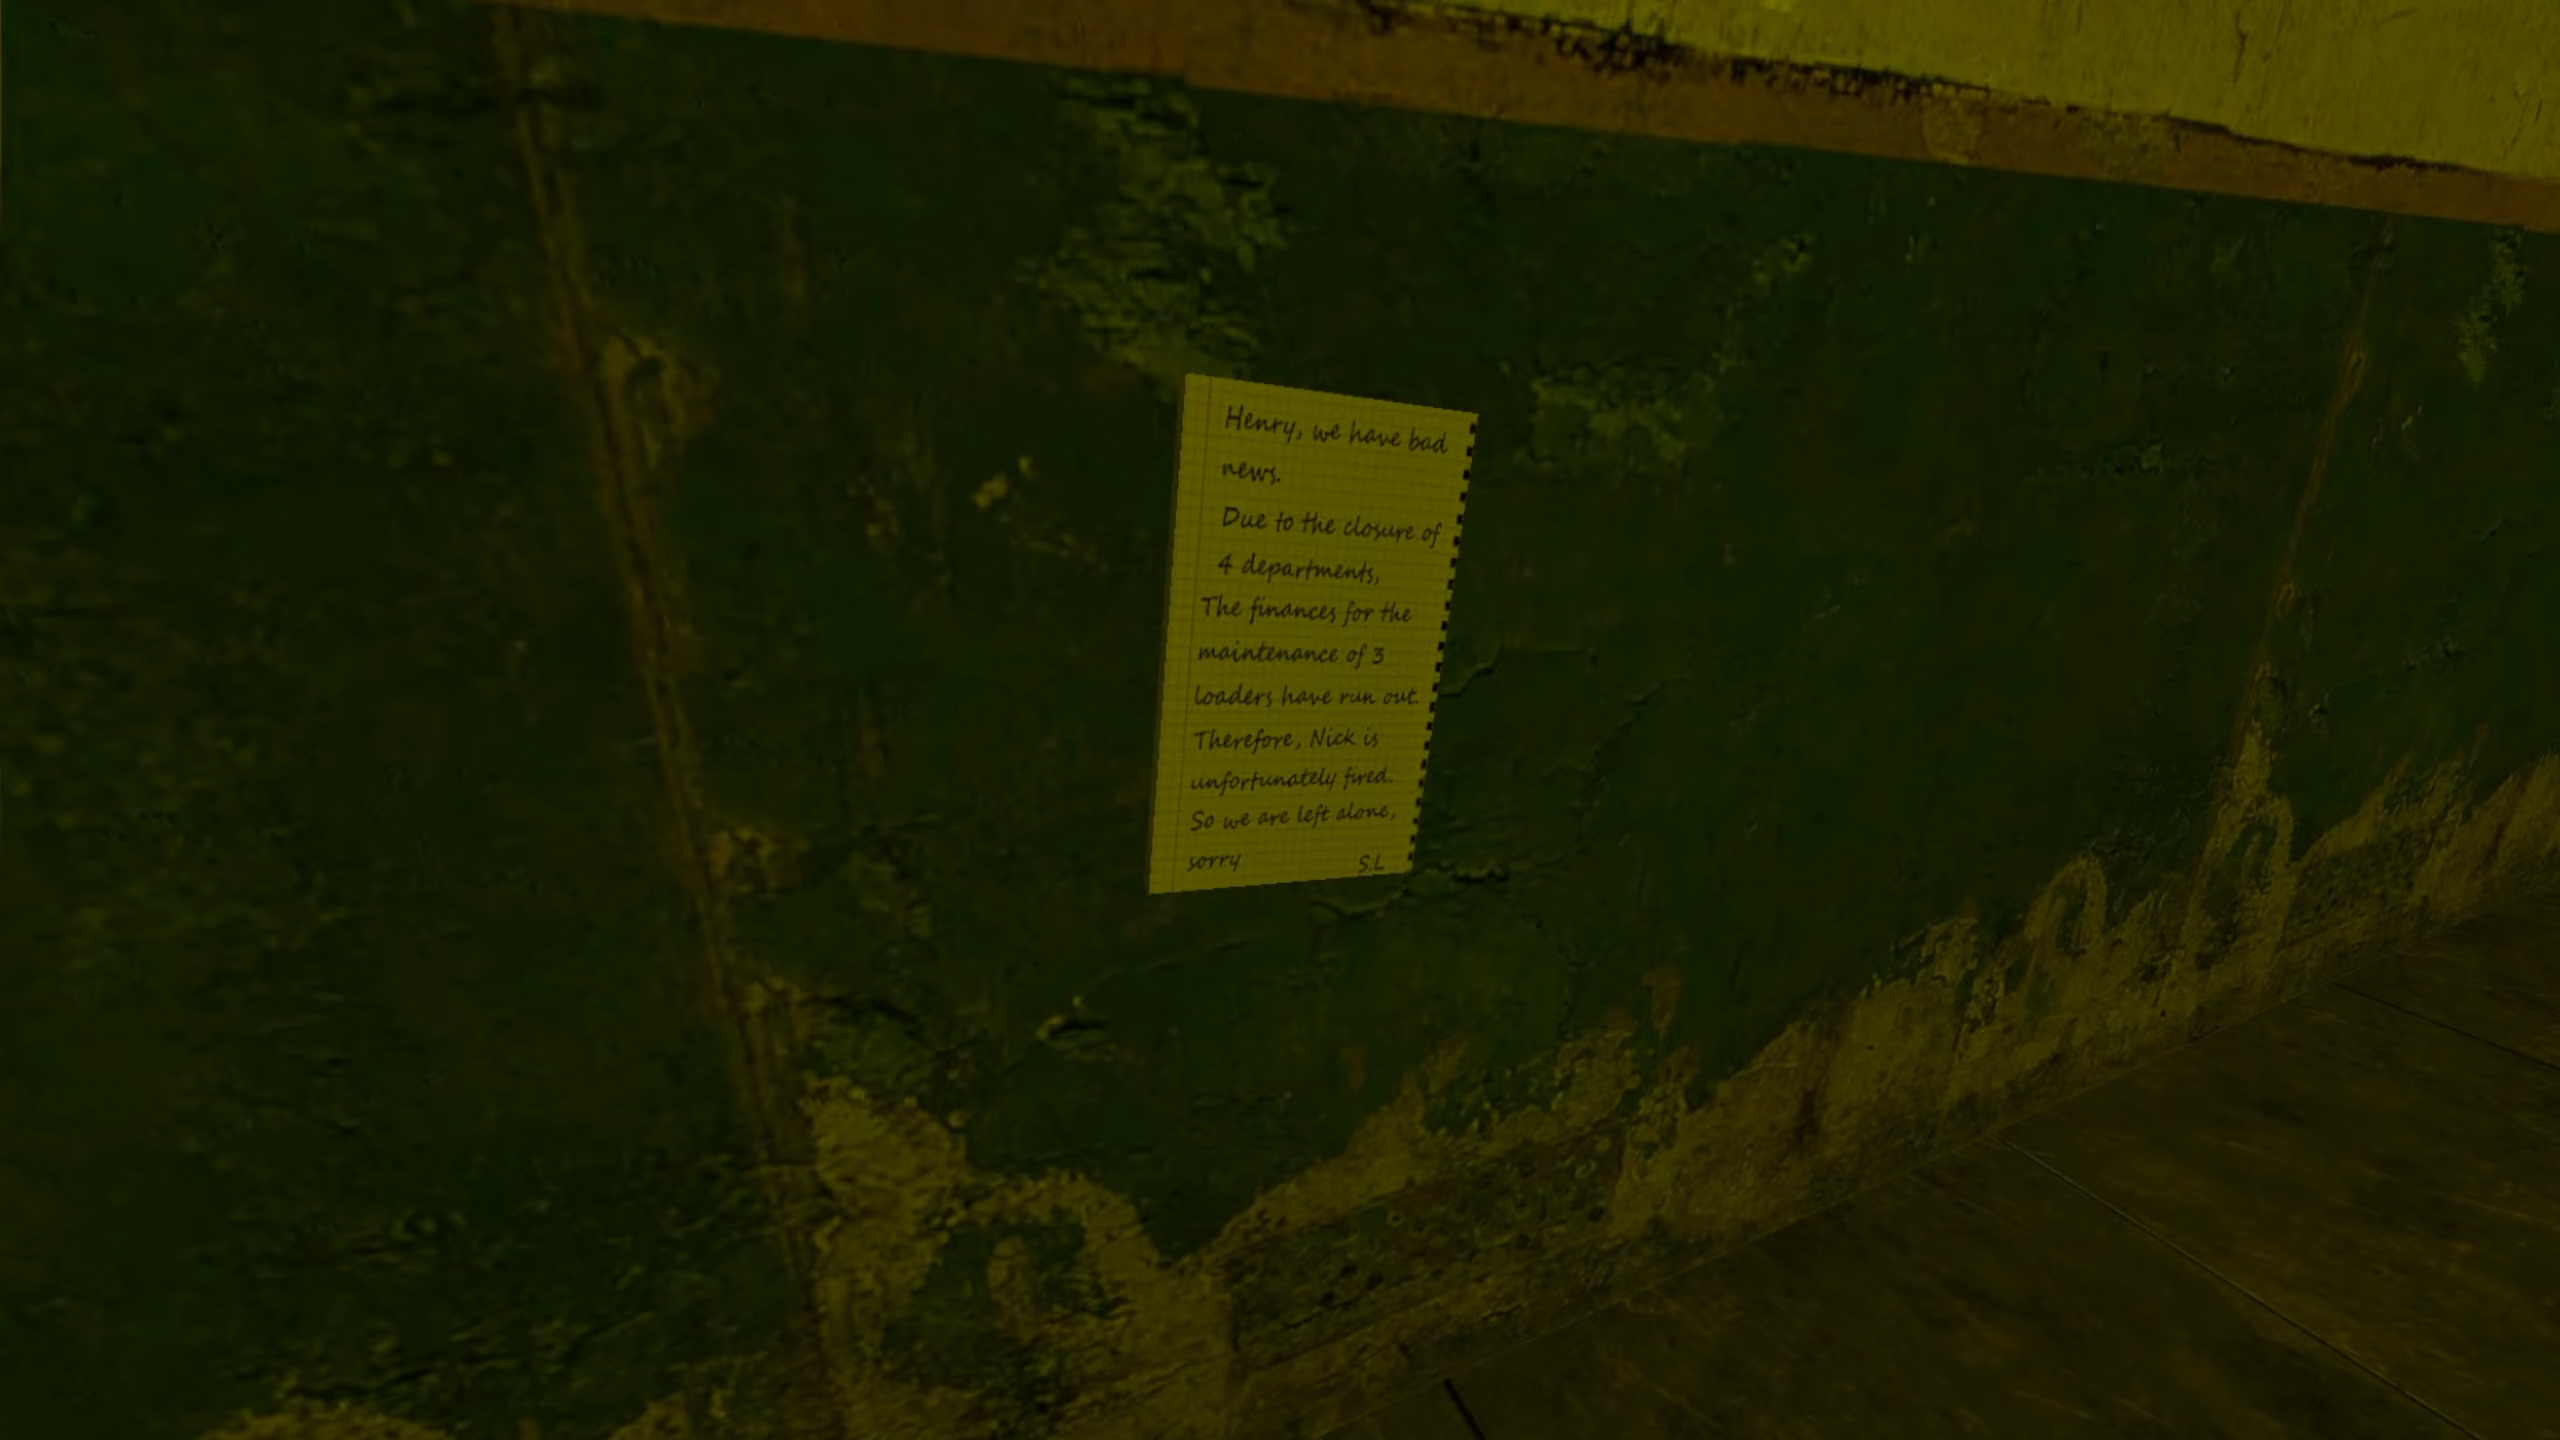 Henry, we have bad
news.
Due to the closure of
4 departments,
The finances for the
maintenance of 3
loaders have run out.
Therefore, Nick is
unfortunately fired.
So we are left alone,
sorry S.L